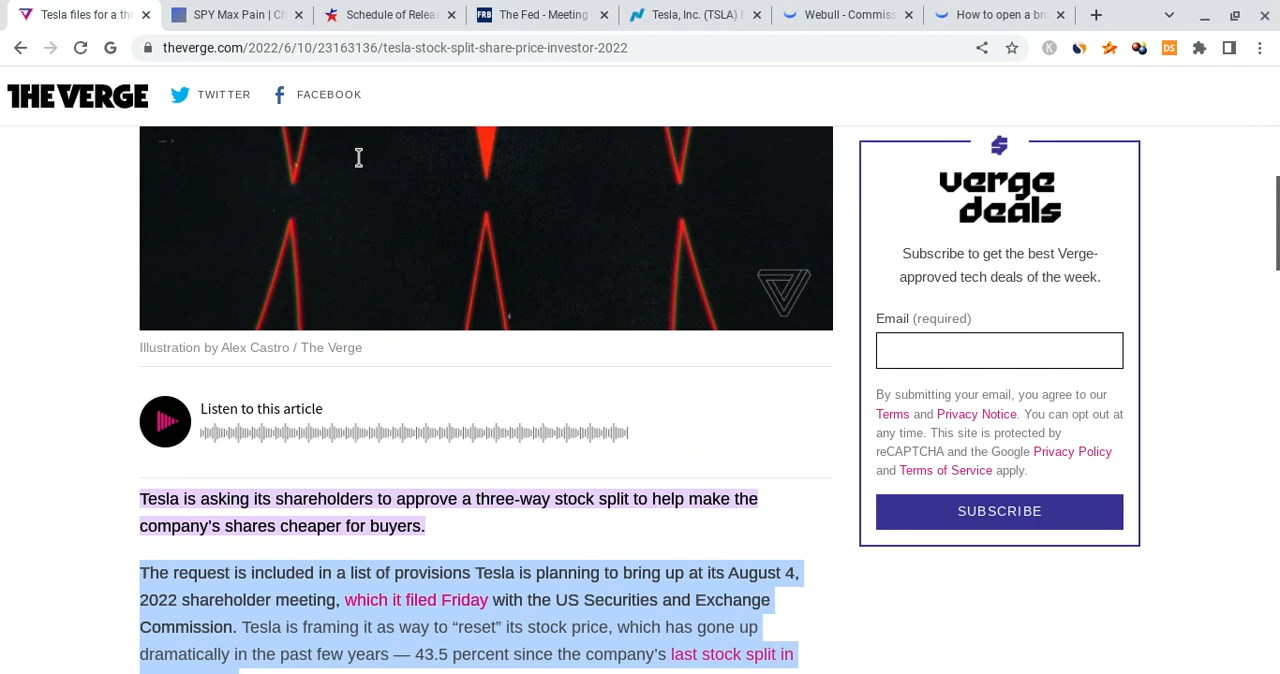 Tesla files for a thr
SPY Max Pain | Ch
Schedule of Releas
FRB
The Fed - Meeting
Tesla, Inc. (TSLA) E
Webull - Commiss
How to open a bro
theverge.com/2022/6/10/23163136/tesla-stock-split-share-price-investor-2022
K
DS
THE VERGE
TWITTER
FACEBOOK
Illustration by Alex Castro / The Verge
Listen to this article
Tesla is asking its shareholders to approve a three-way stock split to help make the
company's shares cheaper for buyers.
The request is included in a list of provisions Tesla is planning to bring up at its August 4,
2022 shareholder meeting, which it filed Friday with the US Securities and Exchange
Commission. Tesla is framing it as way to “reset” its stock price, which has gone up
dramatically in the past few years — 43.5 percent since the company's last stock split in
$
verge
deals
Subscribe to get the best Verge-
approved tech deals of the week.
Email (required)
By submitting your email, you agree to our
Terms and Privacy Notice. You can opt out at
any time. This site is protected by
reCAPTCHA and the Google Privacy Policy
and Terms of Service apply.
SUBSCRIBE